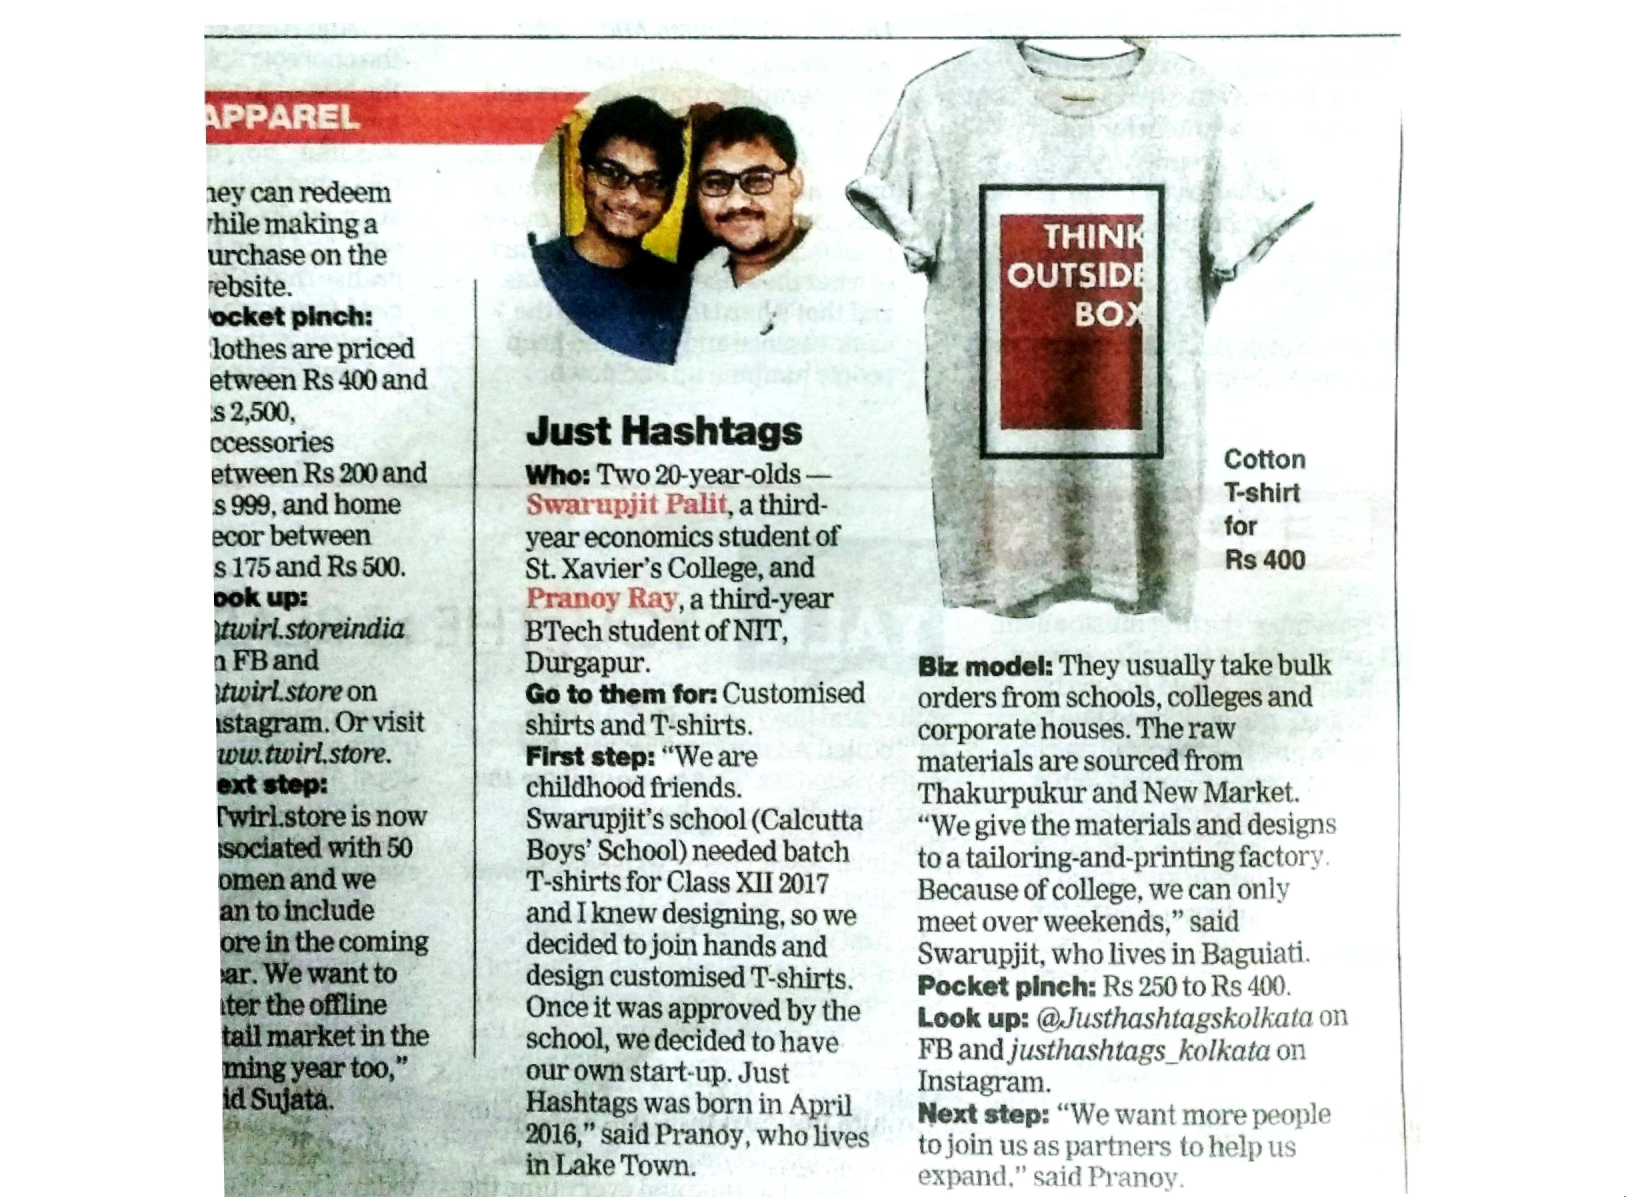 APPAREL
hey can redeem
while making a
urchase on the
ebsite.
ocket pinch:
lothes are priced
etween Rs 400 and
s 2,500,
ccessories
etween Rs 200 and
s 999, and home
ecor between
s 175 and Rs 500.
ook up:
@twirl.storeindia
n FB and
@twirl.store on
nstagram. Or visit
www.twirl.store.
ext step:
Twirl.store is now
ssociated with 50
omen and we
an to include
ore in the coming
ear. We want to
nter the offline
tail market in the
ming year too,”
id Sujata.
Just Hashtags
Who: Two 20-year-olds —
Swarupjit Palit, a third-
year economics student of
St. Xavier’s College, and
Pranoy Ray, a third-year
BTech student of NIT,
Durgapur.
Go to them for: Customised
shirts and T-shirts.
First step: “We are
childhood friends.
Swarupjit’s school (Calcutta
Boys’ School) needed batch
T-shirts for Class XII 2017
and I knew designing, so we
decided to join hands and
design customised T-shirts.
Once it was approved by the
school, we decided to have
our own start-up. Just
Hashtags was born in April
2016,” said Pranoy, who lives
in Lake Town.
THINK
OUTSIDE
BOX
Cotton
T-shirt
for
Rs 400
Biz model: They usually take bulk
orders from schools, colleges and
corporate houses. The raw
materials are sourced from
Thakurpukur and New Market.
“We give the materials and designs
to a tailoring-and-printing factory.
Because of college, we can only
meet over weekends,” said
Swarupjit, who lives in Baguiati.
Pocket pinch: Rs 250 to Rs 400.
Look up: @Justhashtagskolkata on
FB and justhashtags_kolkata on
Instagram.
Next step: “We want more people
to join us as partners to help us
expand,” said Pranoy.